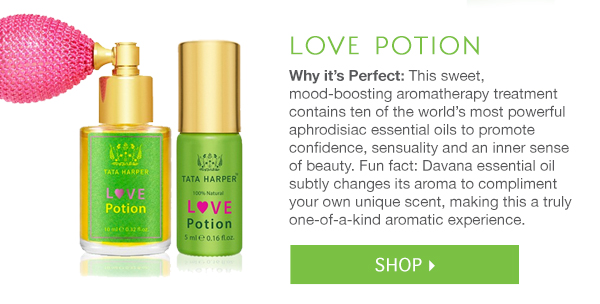 LOVE POTION
Why it's Perfect: This sweet,
mood-boosting aromatherapy treatment
contains ten of the world's most powerful
aphrodisiac essential oils to promote
confidence, sensuality and an inner sense
of beauty. Fun fact: Davana essential oil
subtly changes its aroma to compliment
your own unique scent, making this a truly
one-of-a-kind aromatic experience.
SHOP
TATA HARPER
LOVE
Potion
10 ml ℮ 0.32 fl.oz.
TATA HARPER™
100% Natural
LOVE
Potion
5 ml ℮ 0.16 fl.oz.